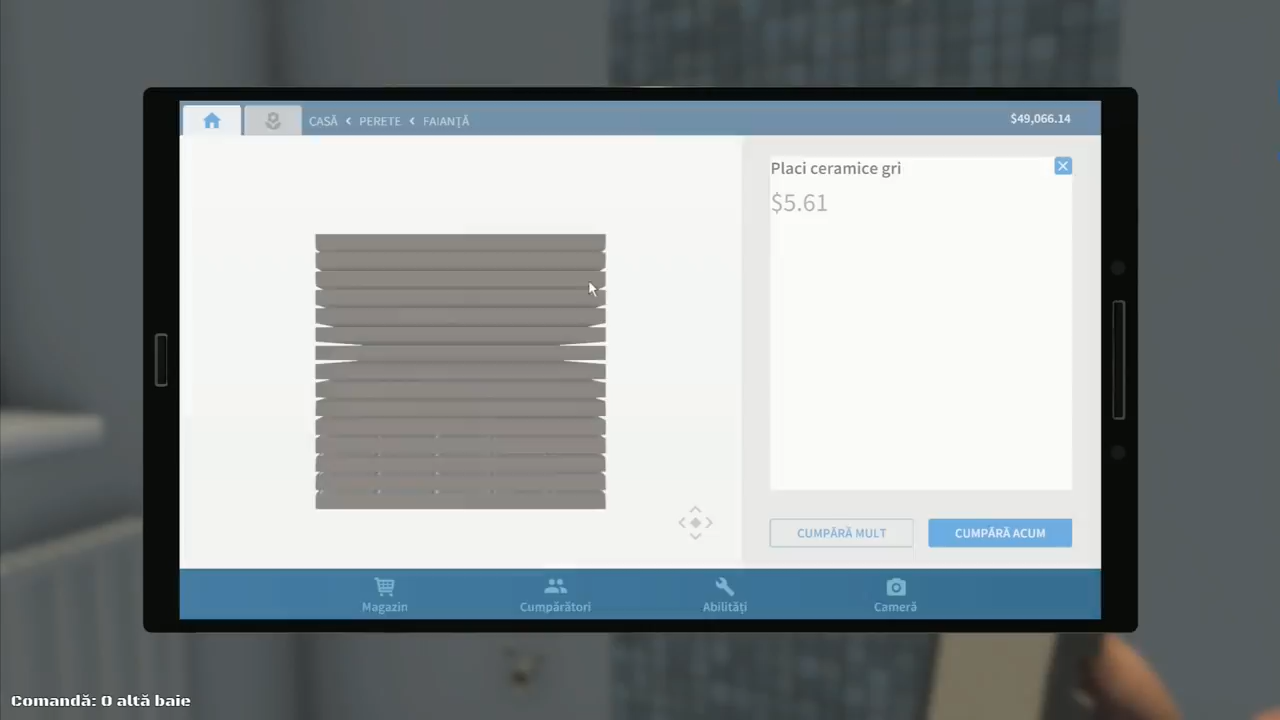 CASĂ < PERETE < FAIANȚĂ
$49,066.14
Placi ceramice gri
$5.61
CUMPĂRĂ MULT
CUMPĂRĂ ACUM
Magazin
Cumpărători
Abilități
Cameră
Comandă: O altă baie